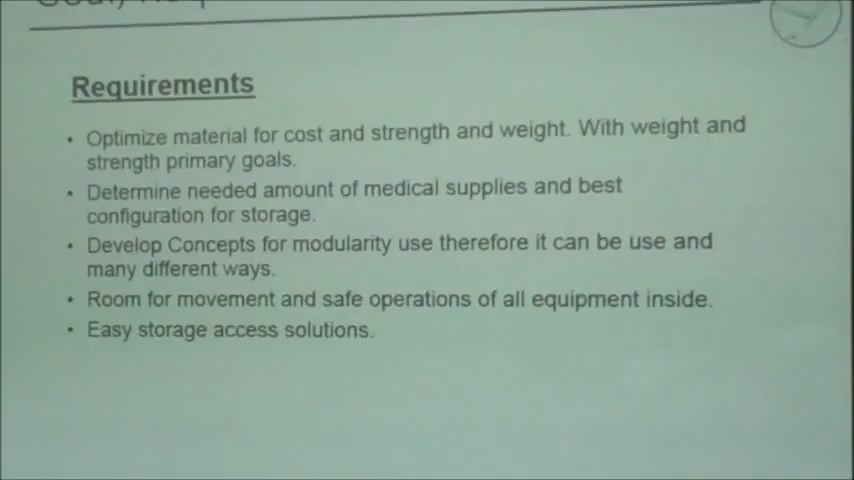 Requirements
• Optimize material for cost and strength and weight. With weight and
strength primary goals.
• Determine needed amount of medical supplies and best
configuration for storage.
• Develop Concepts for modularity use therefore it can be use and
many different ways.
• Room for movement and safe operations of all equipment inside.
• Easy storage access solutions.